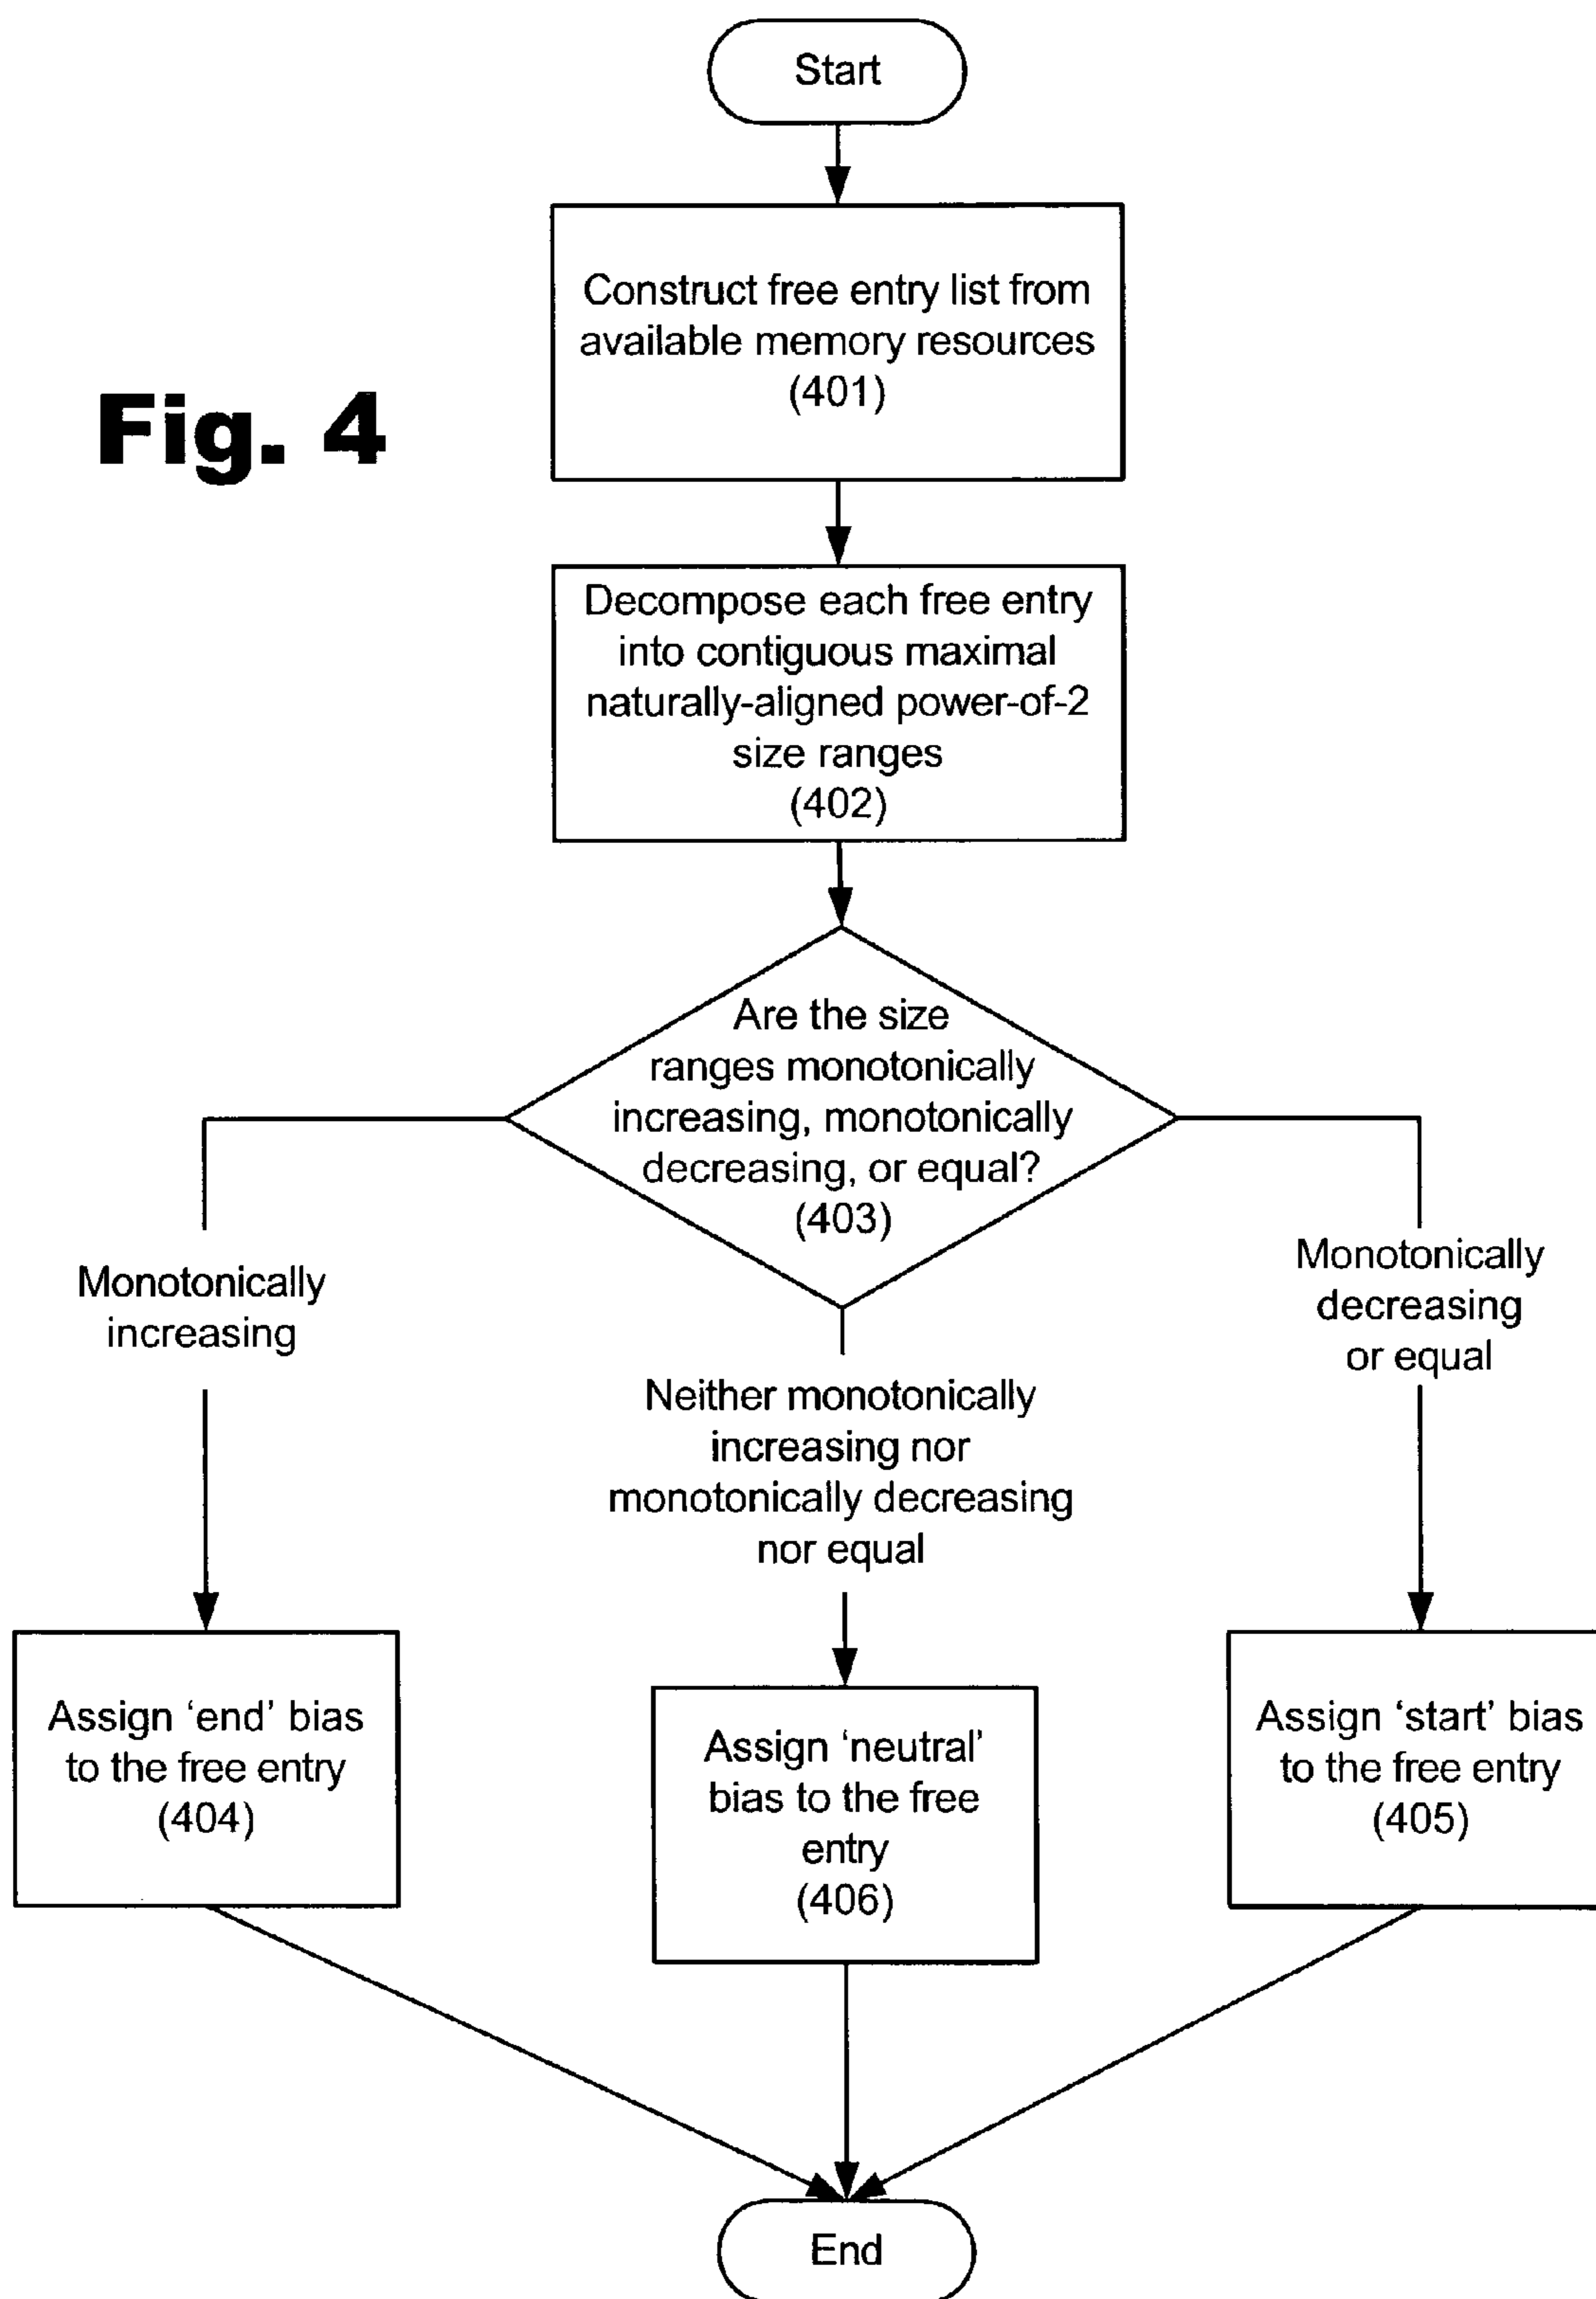 Start
Construct free entry list from
available memory resources
(401)
Fig. 4
Decompose each free entry
into contiguous maximal
naturally-aligned power-of-2
size ranges
(402)
Are the size
ranges monotonically
increasing, monotonically
decreasing, or equal?
(403)
Monotonically
increasing
Neither monotonically
increasing nor
monotonically decreasing
nor equal
Monotonically
decreasing
or equal
Assign ‘end’ bias
to the free entry
(404)
Assign ‘neutral’
bias to the free
entry
(406)
Assign ‘start’ bias
to the free entry
(405)
End